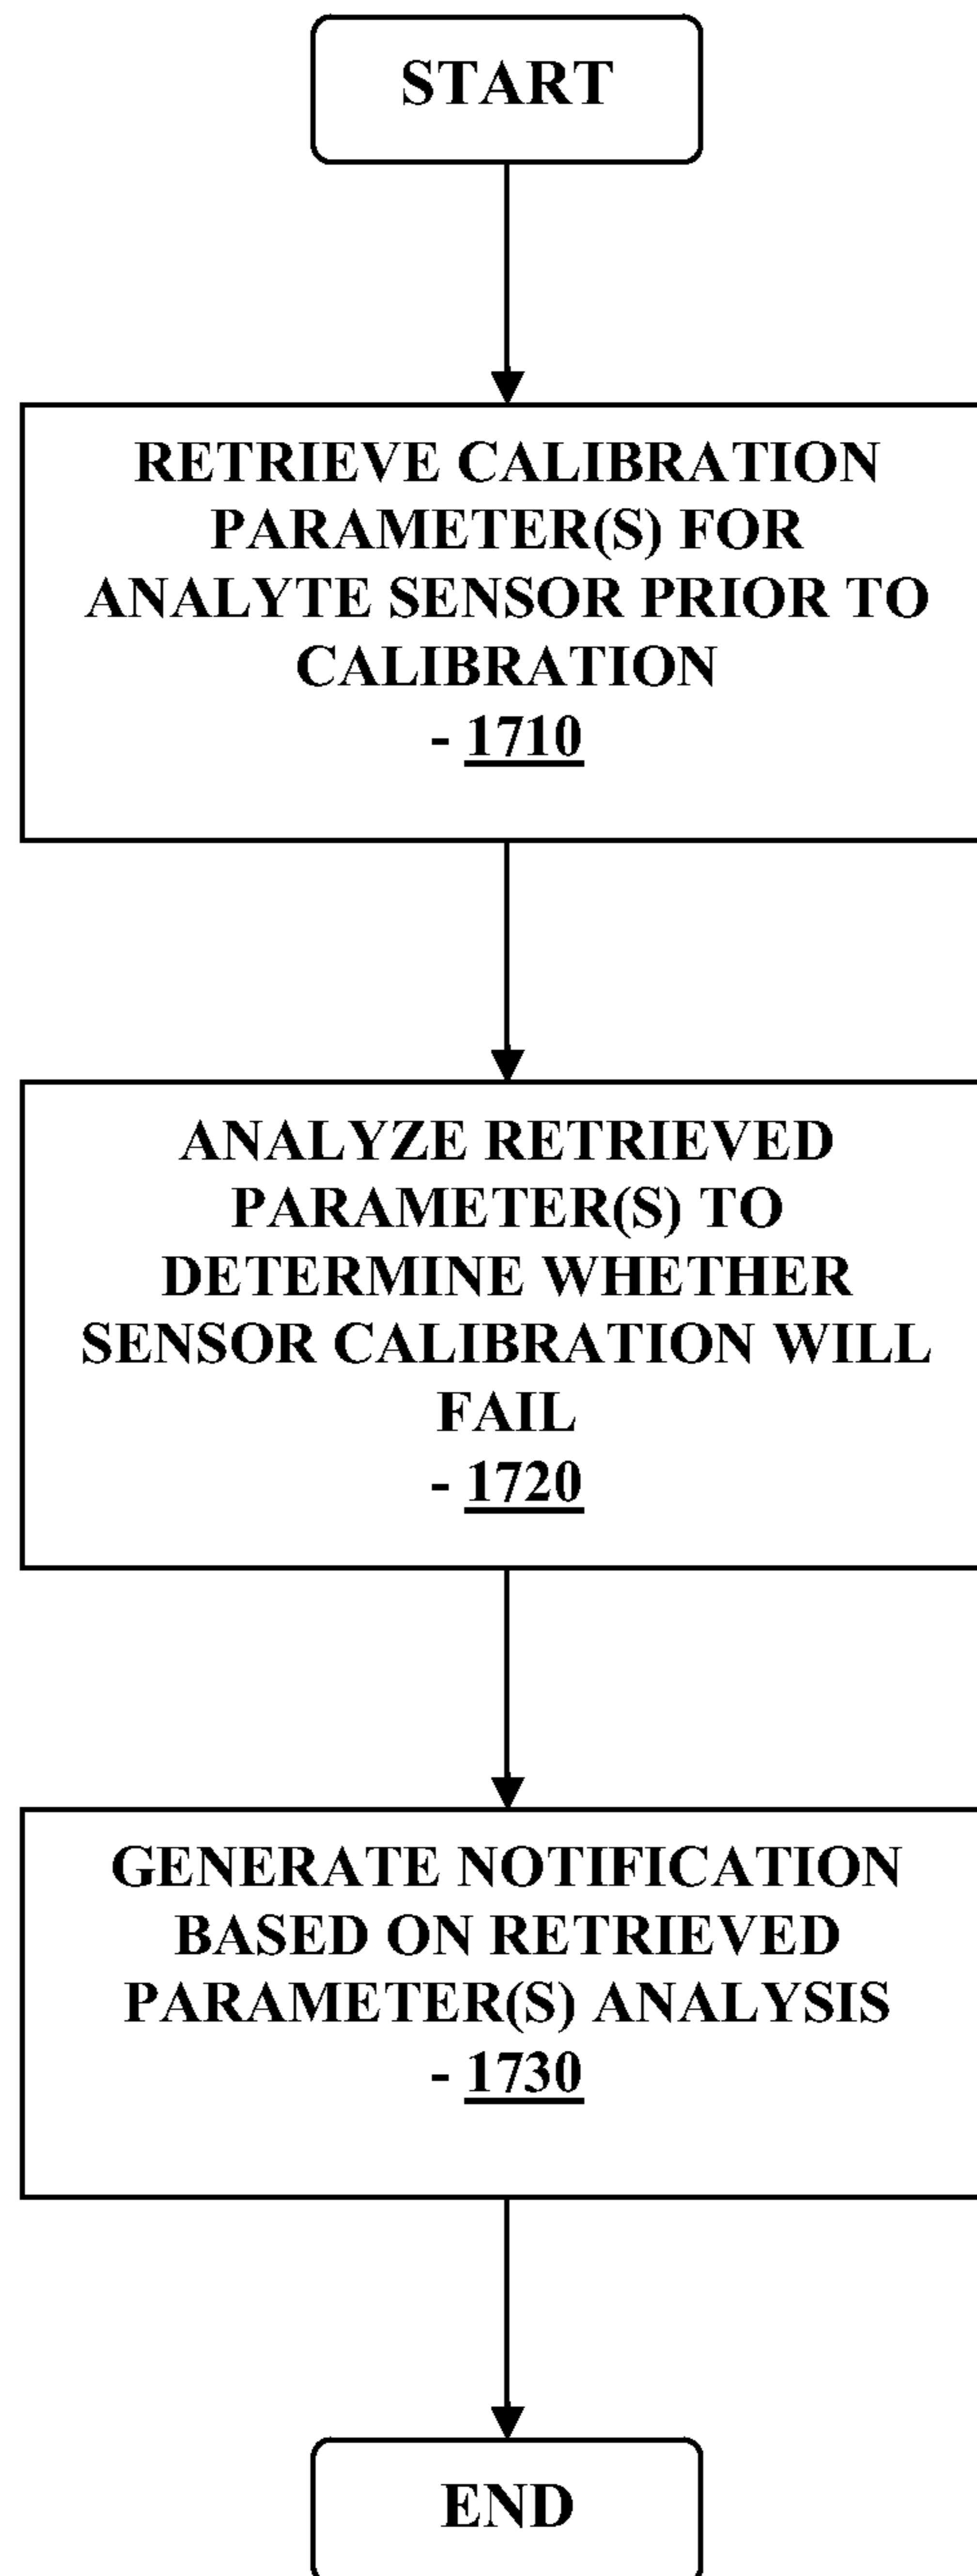 START
RETRIEVE CALIBRATION
PARAMETER(S) FOR
ANALYTE SENSOR PRIOR TO
CALIBRATION
- 1710
ANALYZE RETRIEVED
PARAMETER(S) TO
DETERMINE WHETHER
SENSOR CALIBRATION WILL
FAIL
- 1720
GENERATE NOTIFICATION
BASED ON RETRIEVED
PARAMETER(S) ANALYSIS
- 1730
END